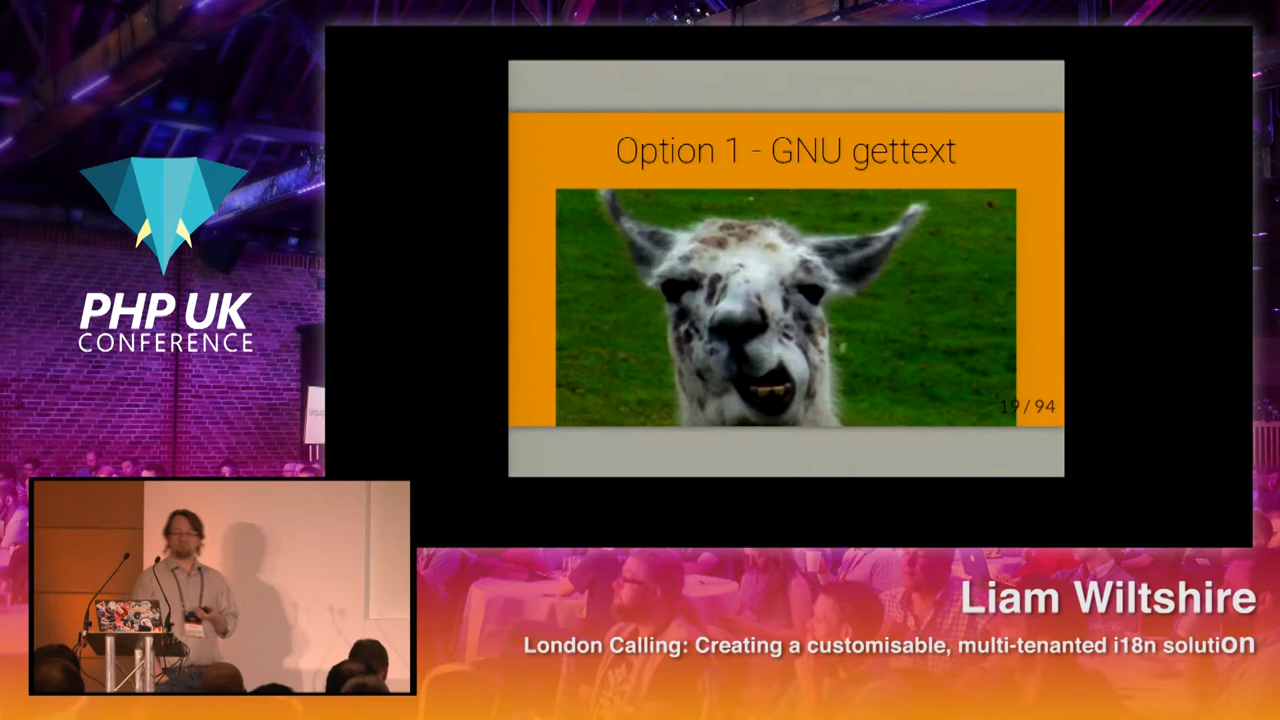 Option 1 - GNU gettext
19 / 94
PHP UK
CONFERENCE
Liam Wiltshire
London Calling: Creating a customisable, multi-tenanted i18n solution